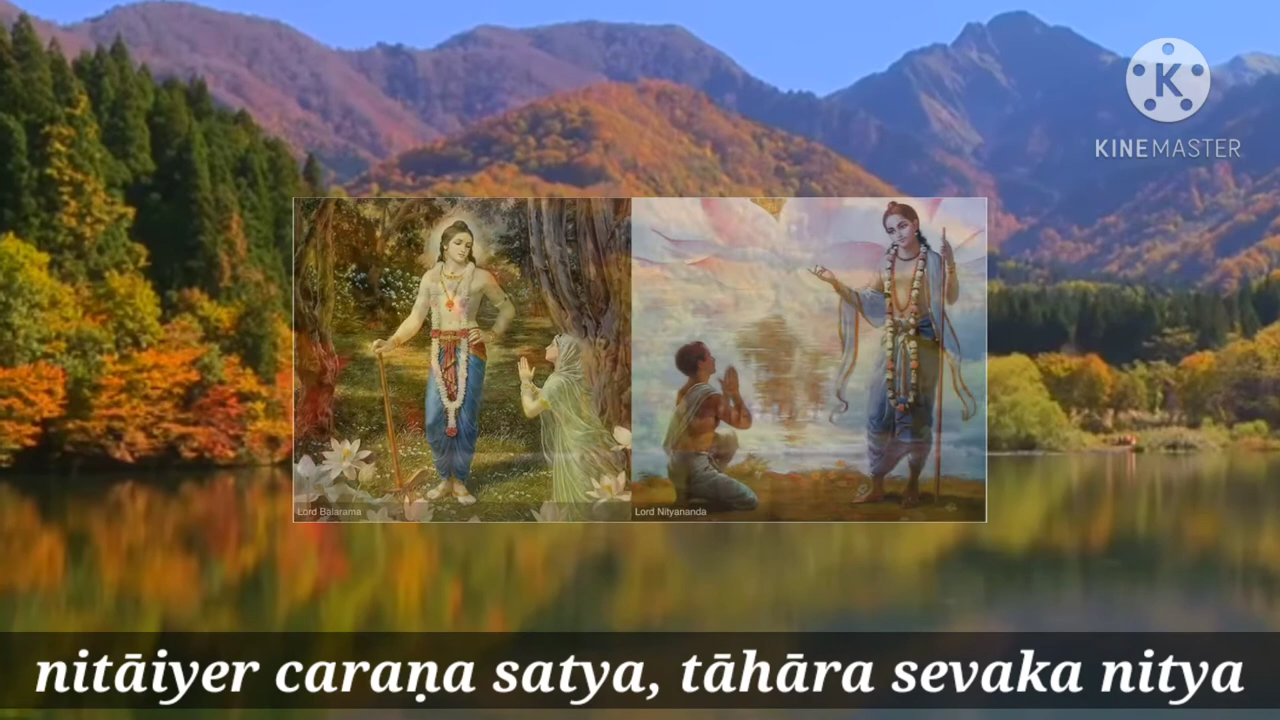 K
KINEMASTER
Lord Balarama
Lord Nityananda
nitāiyer caraṇa satya, tāhāra sevaka nitya